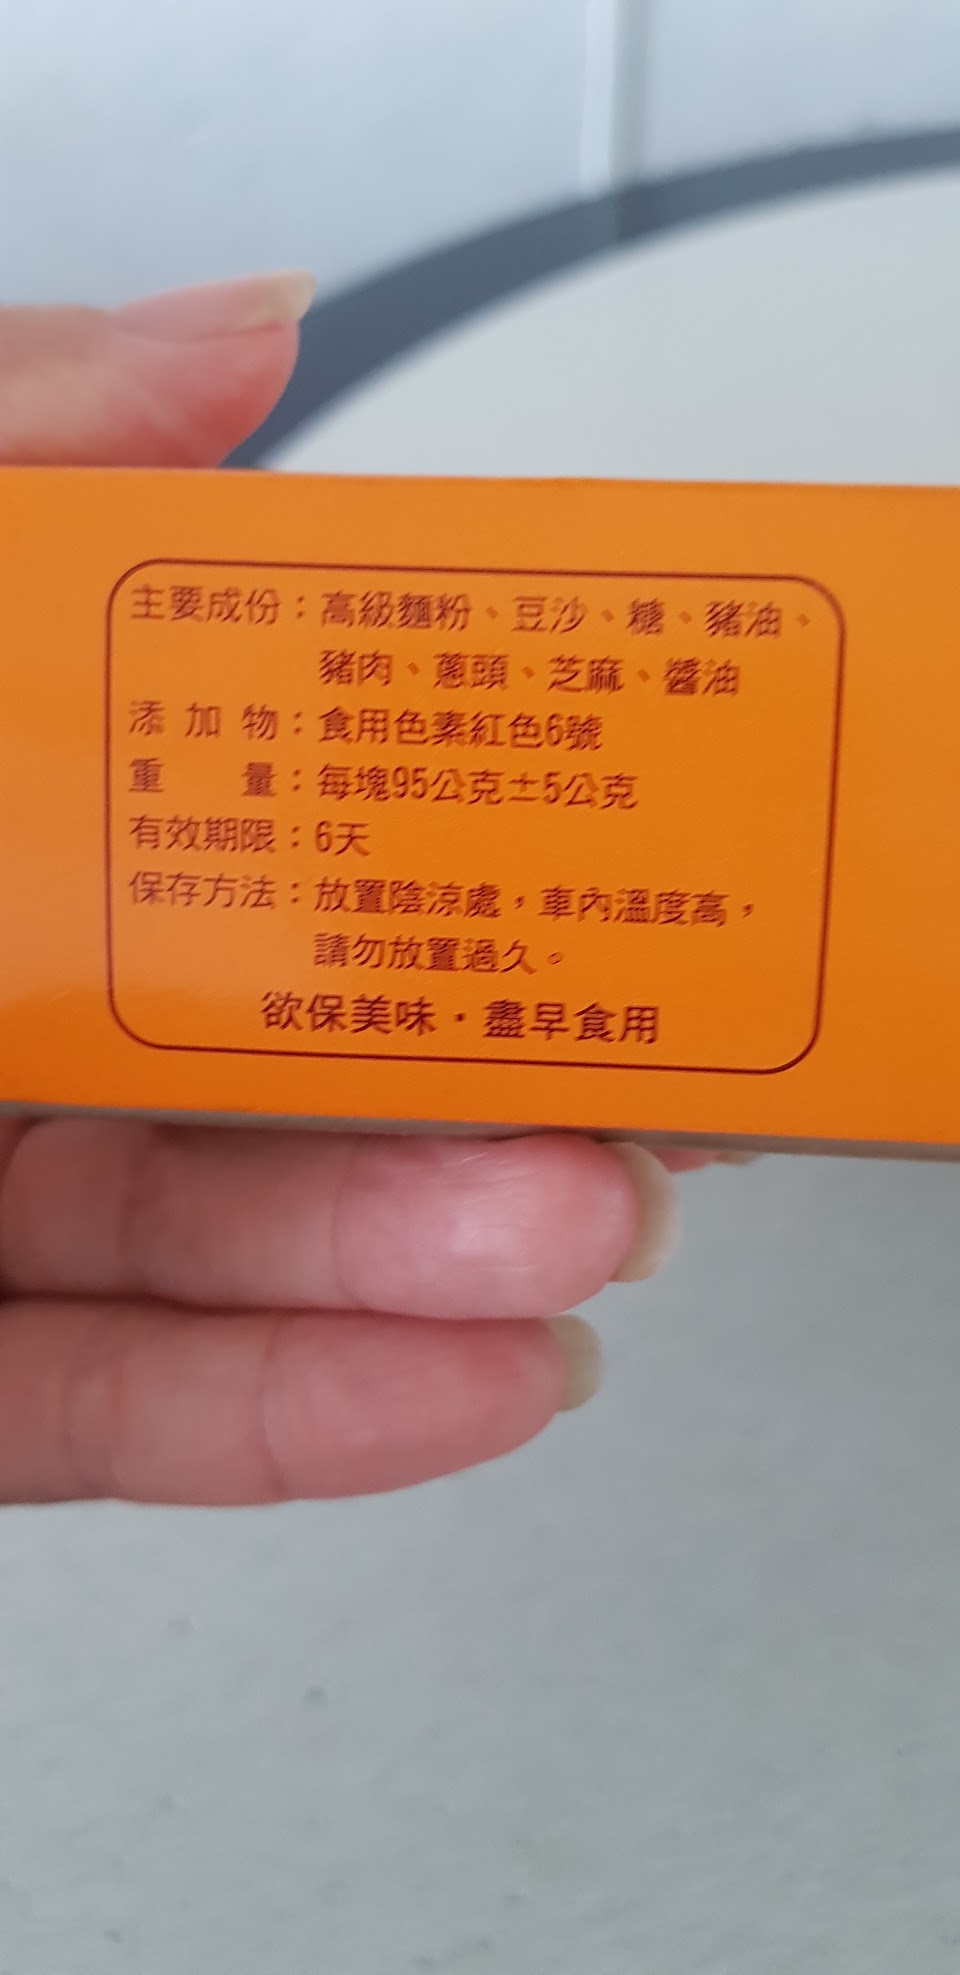 主要成份：高級麵粉、豆沙、糖、豬油、
豬肉、蔥頭、芝麻、醬油
添加物：食用色素紅色6號
重量：每塊95公克±5公克
有效期限：6天
保存方法：放置陰涼處，車內溫度高，
請勿放置過久。
欲保美味・盡早食用